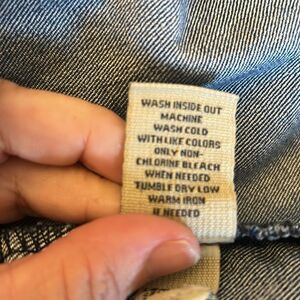 WASH INSIDE OUT
MACHINE
WASH COLD
WITH LIKE COLORS
ONLY NON-
CHLORINE BLEACH
WHEN NEEDED
TUMBLE DRY LOW
WARM IRON
IF NEEDED